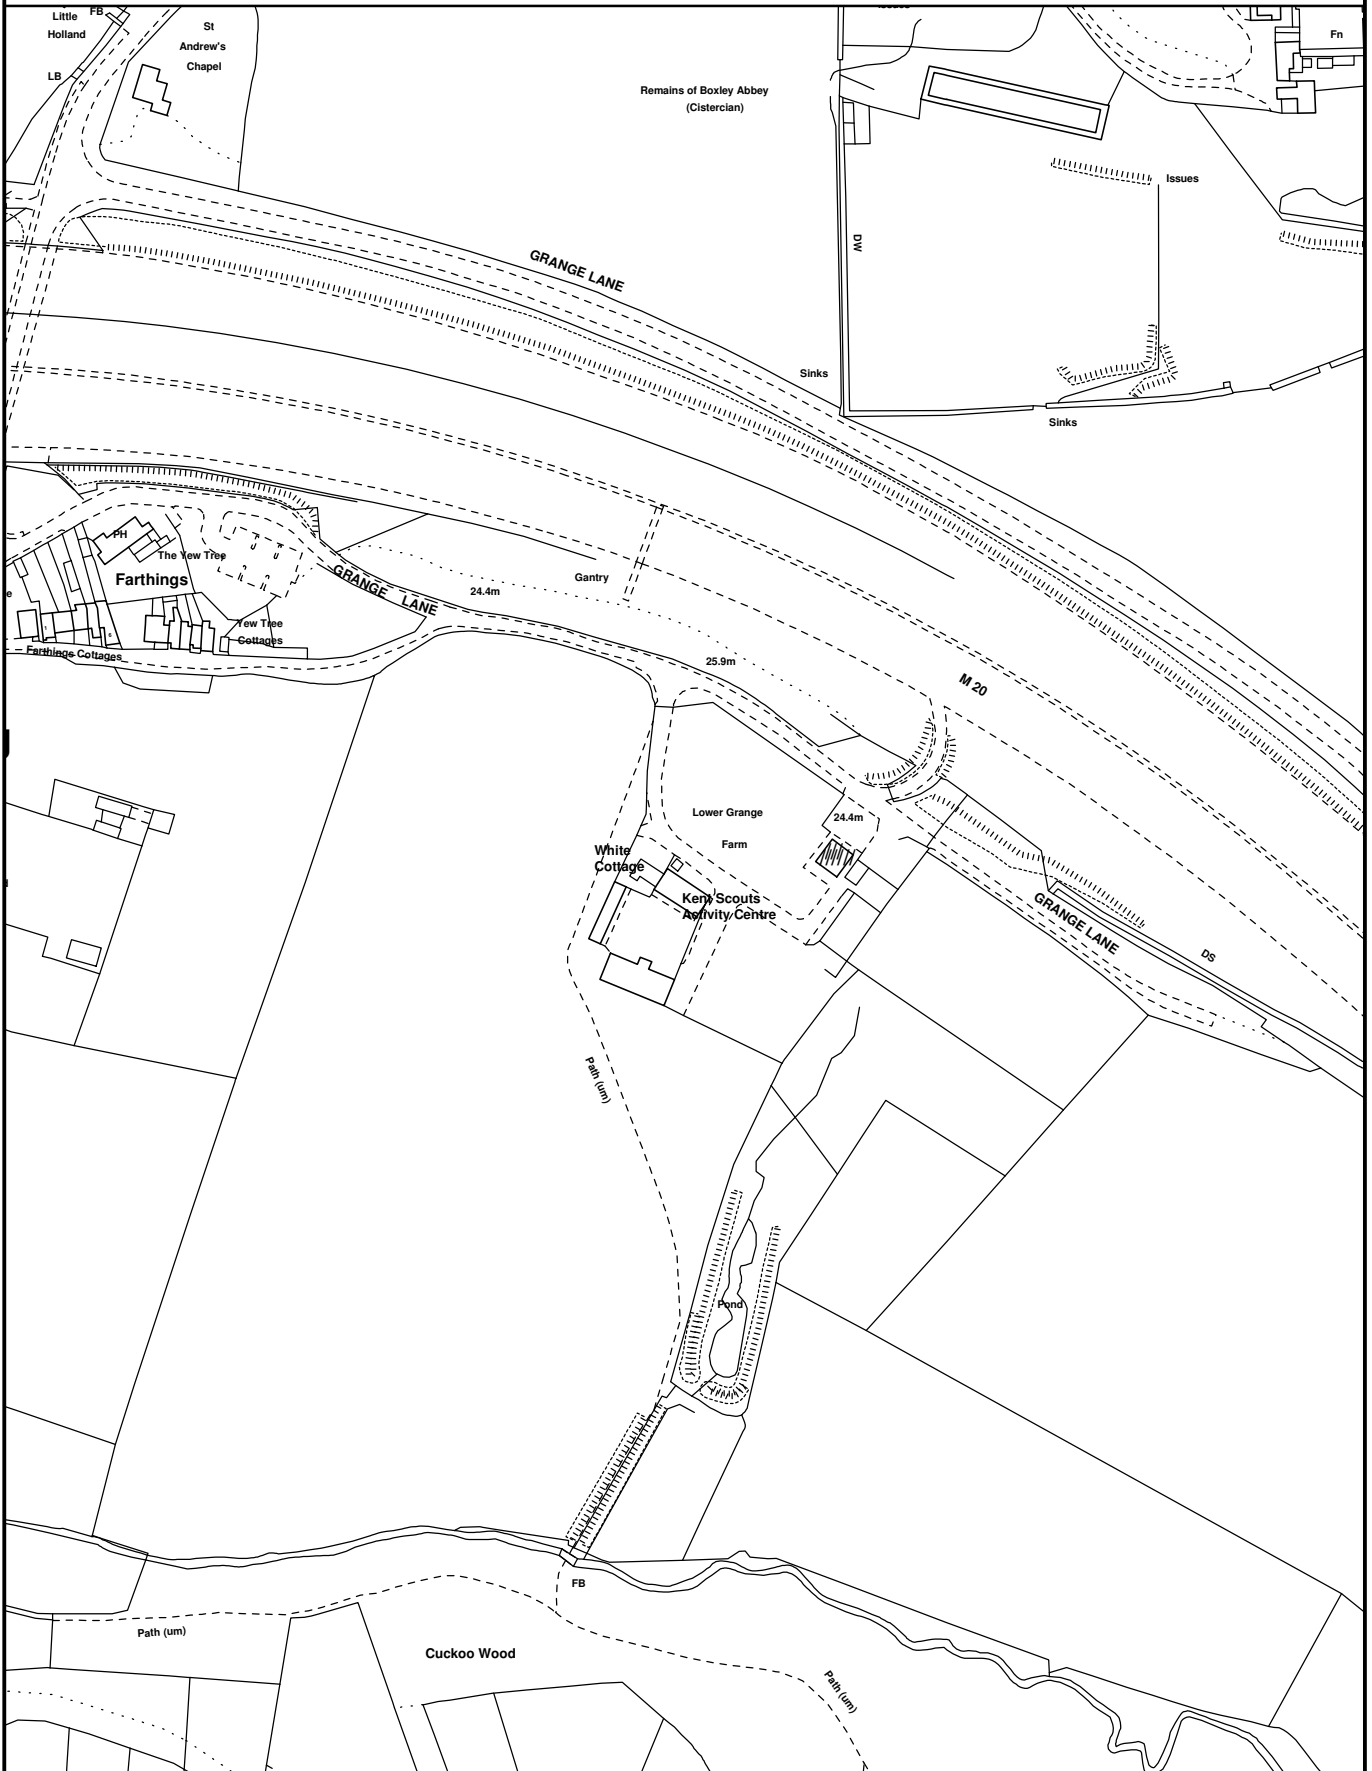 Little
Holland
FB
LB
St
Andrew's
Chapel
Remains of Boxley Abbey
(Cistercian)
Fn
Issues
DW
GRANGE LANE
Sinks
Sinks
PH
The Yew Tree
Farthings
GRANGE LANE
24.4m
Gantry
Yew Tree
Cottages
Farthings Cottages
1
6
25.9m
M 20
Lower Grange
Farm
24.4m
White
Cottage
Kent Scouts
Activity Centre
GRANGE LANE
DS
Path (um)
Pond
FB
Path (um)
Cuckoo Wood
Path (um)